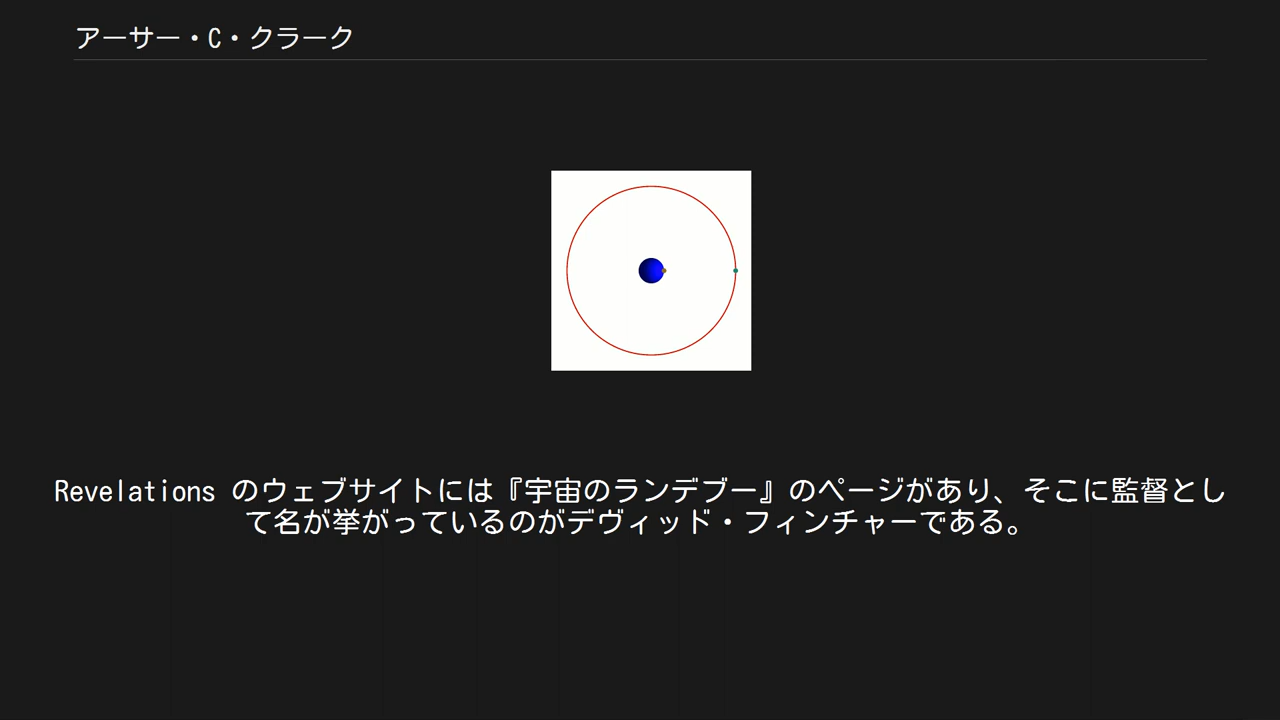 アーサー・C・クラーク
Revelations のウェブサイトには『宇宙のランデブー』のページがあり、そこに監督とし
て名が挙がっているのがデヴィッド・フィンチャーである。